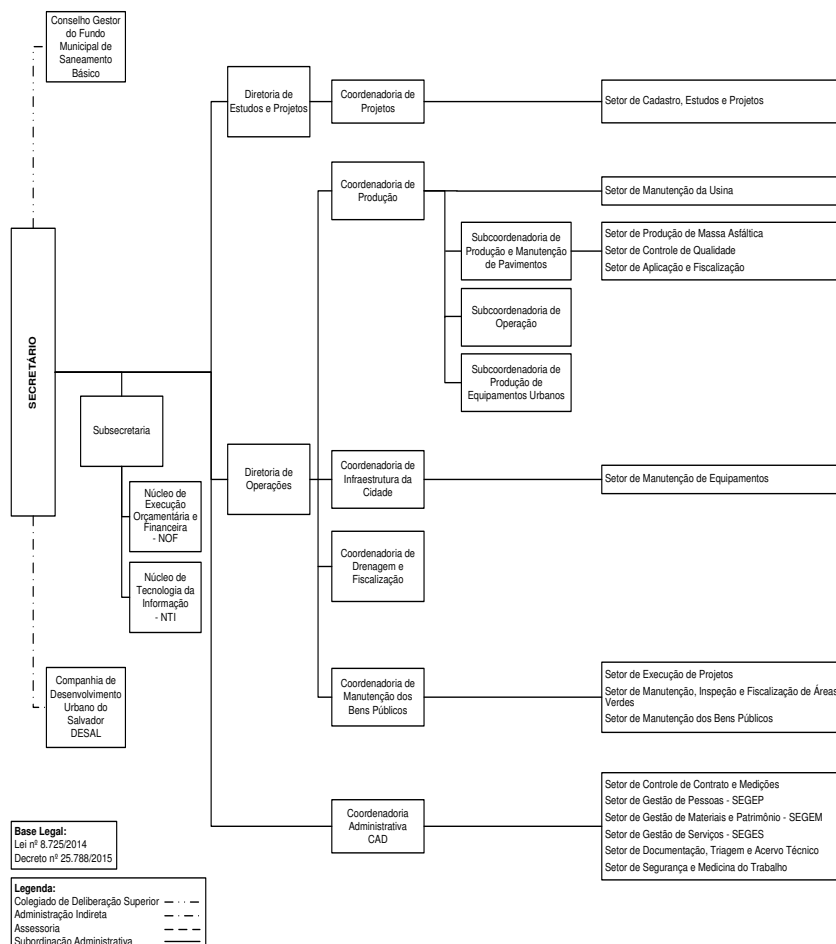 Conselho Gestor
do Fundo
Municipal de
Saneamento
Básico
SECRETÁRIO
Subsecretaria
Núcleo de
Execução
Orçamentária e
Financeira
- NOF
Núcleo de
Tecnologia da
Informação
- NTI
Companhia de
Desenvolvimento
Urbano do
Salvador
DESAL
Diretoria de
Estudos e Projetos
Coordenadoria de
Projetos
Setor de Cadastro, Estudos e Projetos
Diretoria de
Operações
Coordenadoria de
Produção
Setor de Manutenção da Usina
Subcoordenadoria de
Produção e Manutenção
de Pavimentos
Setor de Produção de Massa Asfáltica
Setor de Controle de Qualidade
Setor de Aplicação e Fiscalização
Subcoordenadoria de
Operação
Subcoordenadoria de
Produção de
Equipamentos Urbanos
Coordenadoria de
Infraestrutura da
Cidade
Setor de Manutenção de Equipamentos
Coordenadoria de
Drenagem e
Fiscalização
Coordenadoria de
Manutenção dos
Bens Públicos
Setor de Execução de Projetos
Setor de Manutenção, Inspeção e Fiscalização de Áreas
Verdes
Setor de Manutenção dos Bens Públicos
Coordenadoria
Administrativa
CAD
Setor de Controle de Contrato e Medições
Setor de Gestão de Pessoas - SEGEP
Setor de Gestão de Materiais e Patrimônio - SEGEM
Setor de Gestão de Serviços - SEGES
Setor de Documentação, Triagem e Acervo Técnico
Setor de Segurança e Medicina do Trabalho
Base Legal:
Lei nº 8.725/2014
Decreto nº 25.788/2015
Legenda:
Colegiado de Deliberação Superior
Administração Indireta
Assessoria
Subordinação Administrativa